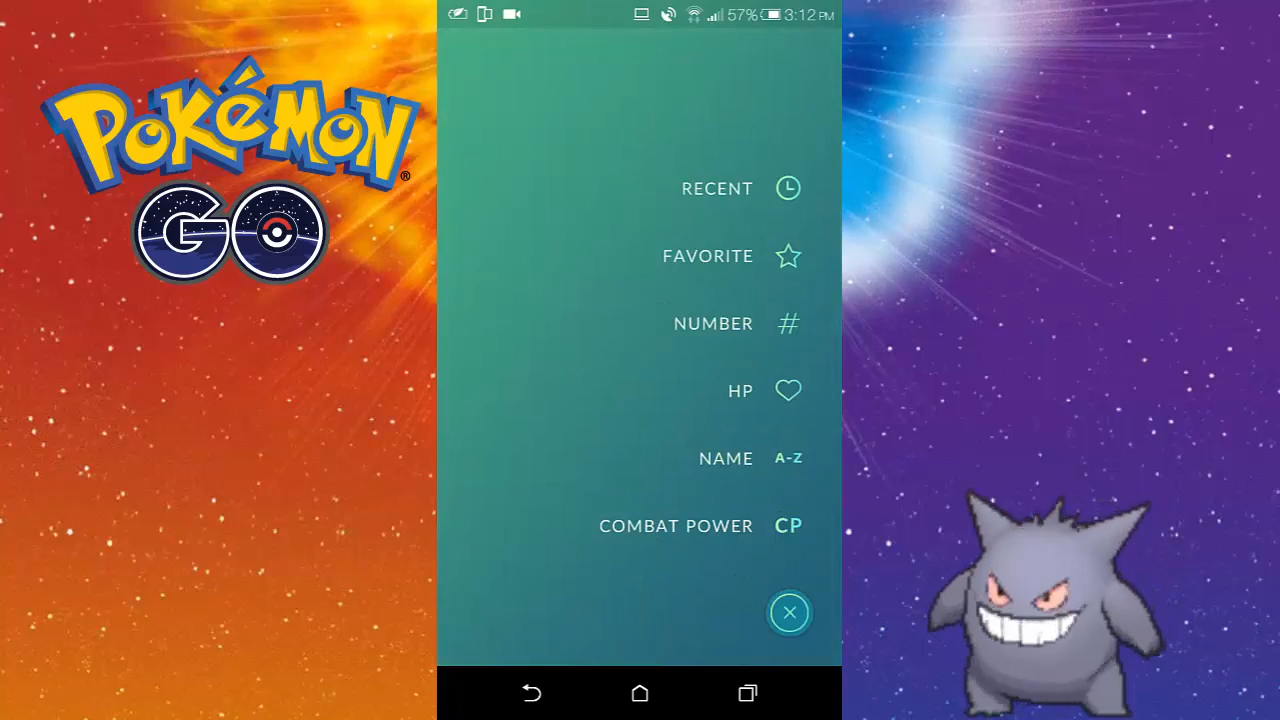 POKéMON®
GO
57% 3:12 PM
RECENT
FAVORITE
NUMBER #
HP
NAME A-Z
COMBAT POWER CP